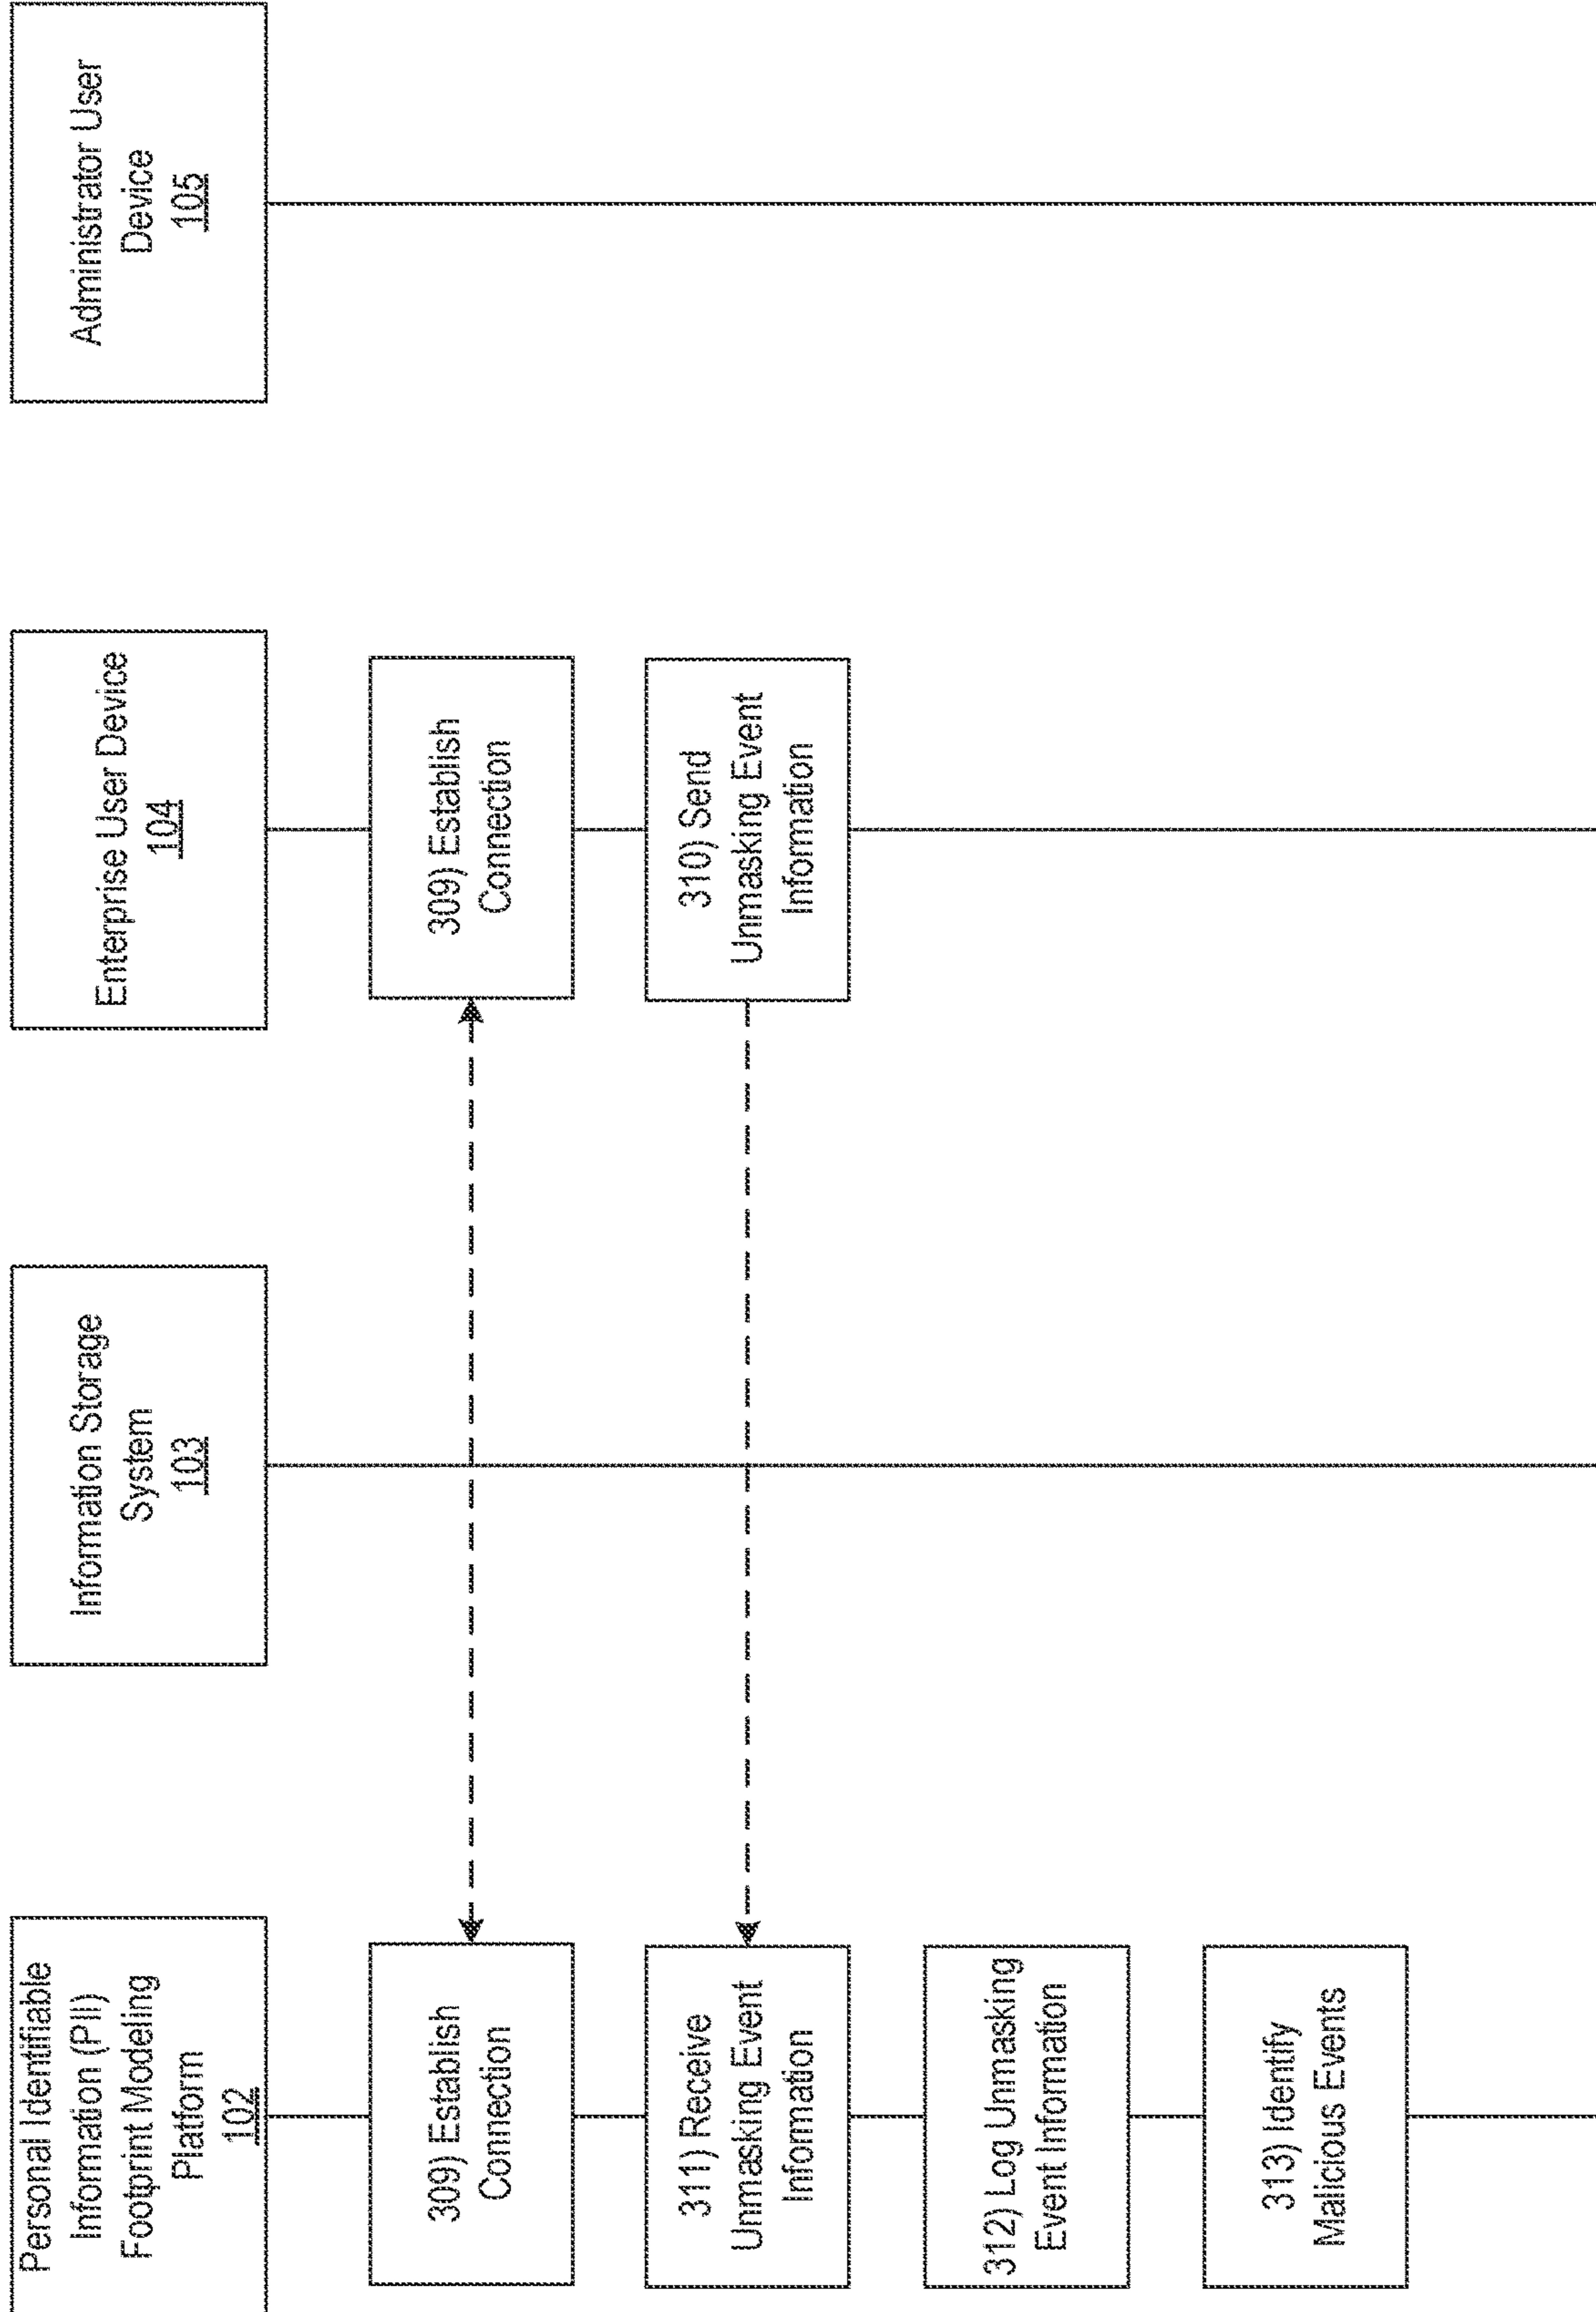 Personal Identifiable
Information (PII)
Footprint Modeling
Platform
102
Information Storage
System
103
Enterprise User Device
104
Administrator User
Device
105
309) Establish
Connection
309) Establish
Connection
311) Receive
Unmasking Event
Information
310) Send
Unmasking Event
Information
312) Log Unmasking
Event Information
313) Identify
Malicious Events